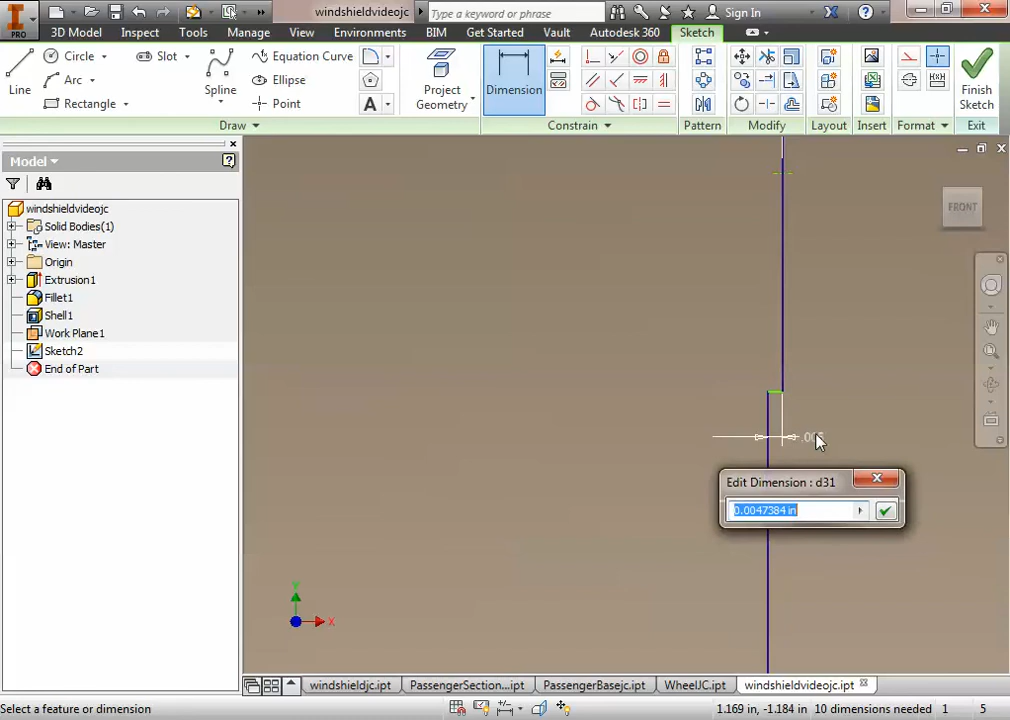 windshieldvideojc
Type a keyword or phrase
Sign In
PRO
3D Model
Inspect
Tools
Manage
View
Environments
BIM
Get Started
Vault
Autodesk 360
Sketch
Line
Circle
Arc
Rectangle
Slot
Spline
Equation Curve
Ellipse
Point
A
Project Geometry
Dimension
Finish Sketch
Draw
Constrain
Pattern
Modify
Layout
Insert
Format
Exit
Model
windshieldvideojc
Solid Bodies(1)
View: Master
Origin
Extrusion1
Fillet1
Shell1
Work Plane1
Sketch2
End of Part
FRONT
Edit Dimension : d31
0.0047384 in
Y
X
windshieldjc.ipt
PassengerSection...ipt
PassengerBasejc.ipt
WheelJC.ipt
windshieldvideojc.ipt
Select a feature or dimension
1.169 in, -1.184 in
10 dimensions needed
1
5